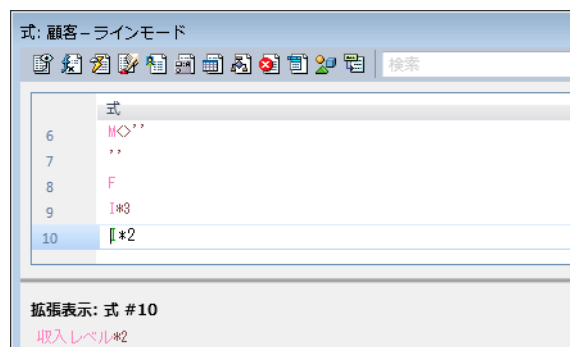 式: 顧客 – ラインモード
検索
式
6 M<>''
7 ''
8 F
9 I*3
10 I*2
拡張表示: 式 #10
収入レベル*2